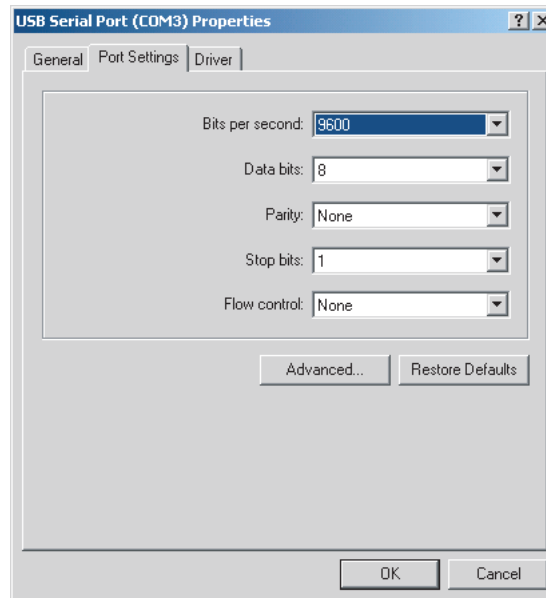 USB Serial Port (COM3) Properties
General Port Settings Driver
Bits per second: 9600
Data bits: 8
Parity: None
Stop bits: 1
Flow control: None
Advanced... Restore Defaults
OK Cancel